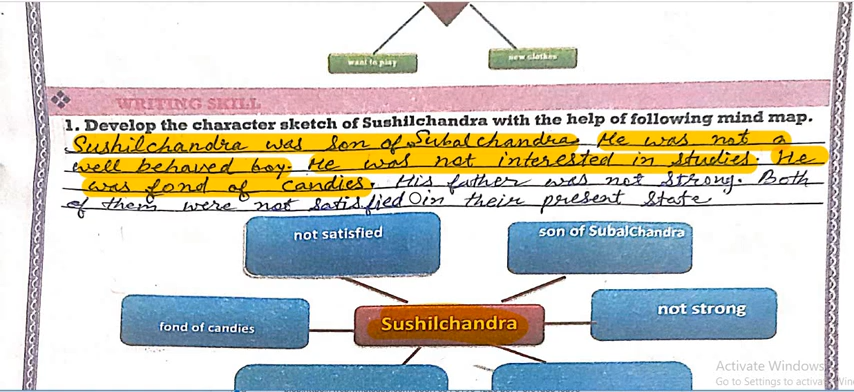 want to play
new clothes
WRITING SKILL
1. Develop the character sketch of Sushilchandra with the help of following mind map.
Sushilchandra was son of Subalchandra. He was not a
well behaved boy. He was not interested in studies. He
was fond of candies. His father was not strong. Both
of them were not satisfied in their present state
not satisfied
son of SubalChandra
fond of candies
Sushilchandra
not strong
Activate Windows
Go to Settings to activate Win